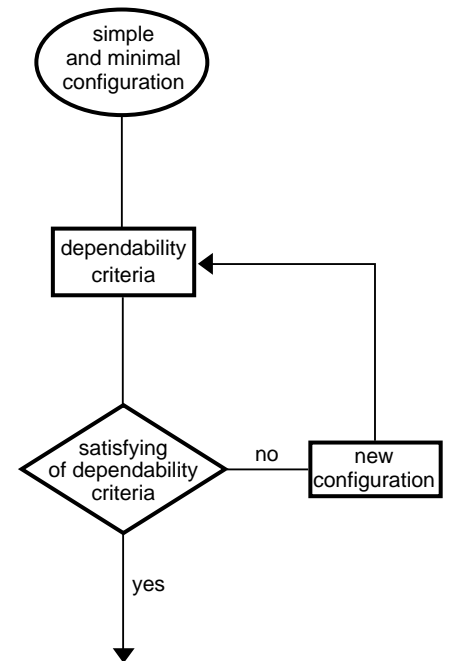 simple
and minimal
configuration
dependability
criteria
satisfying
of dependability
criteria
no
new
configuration
yes